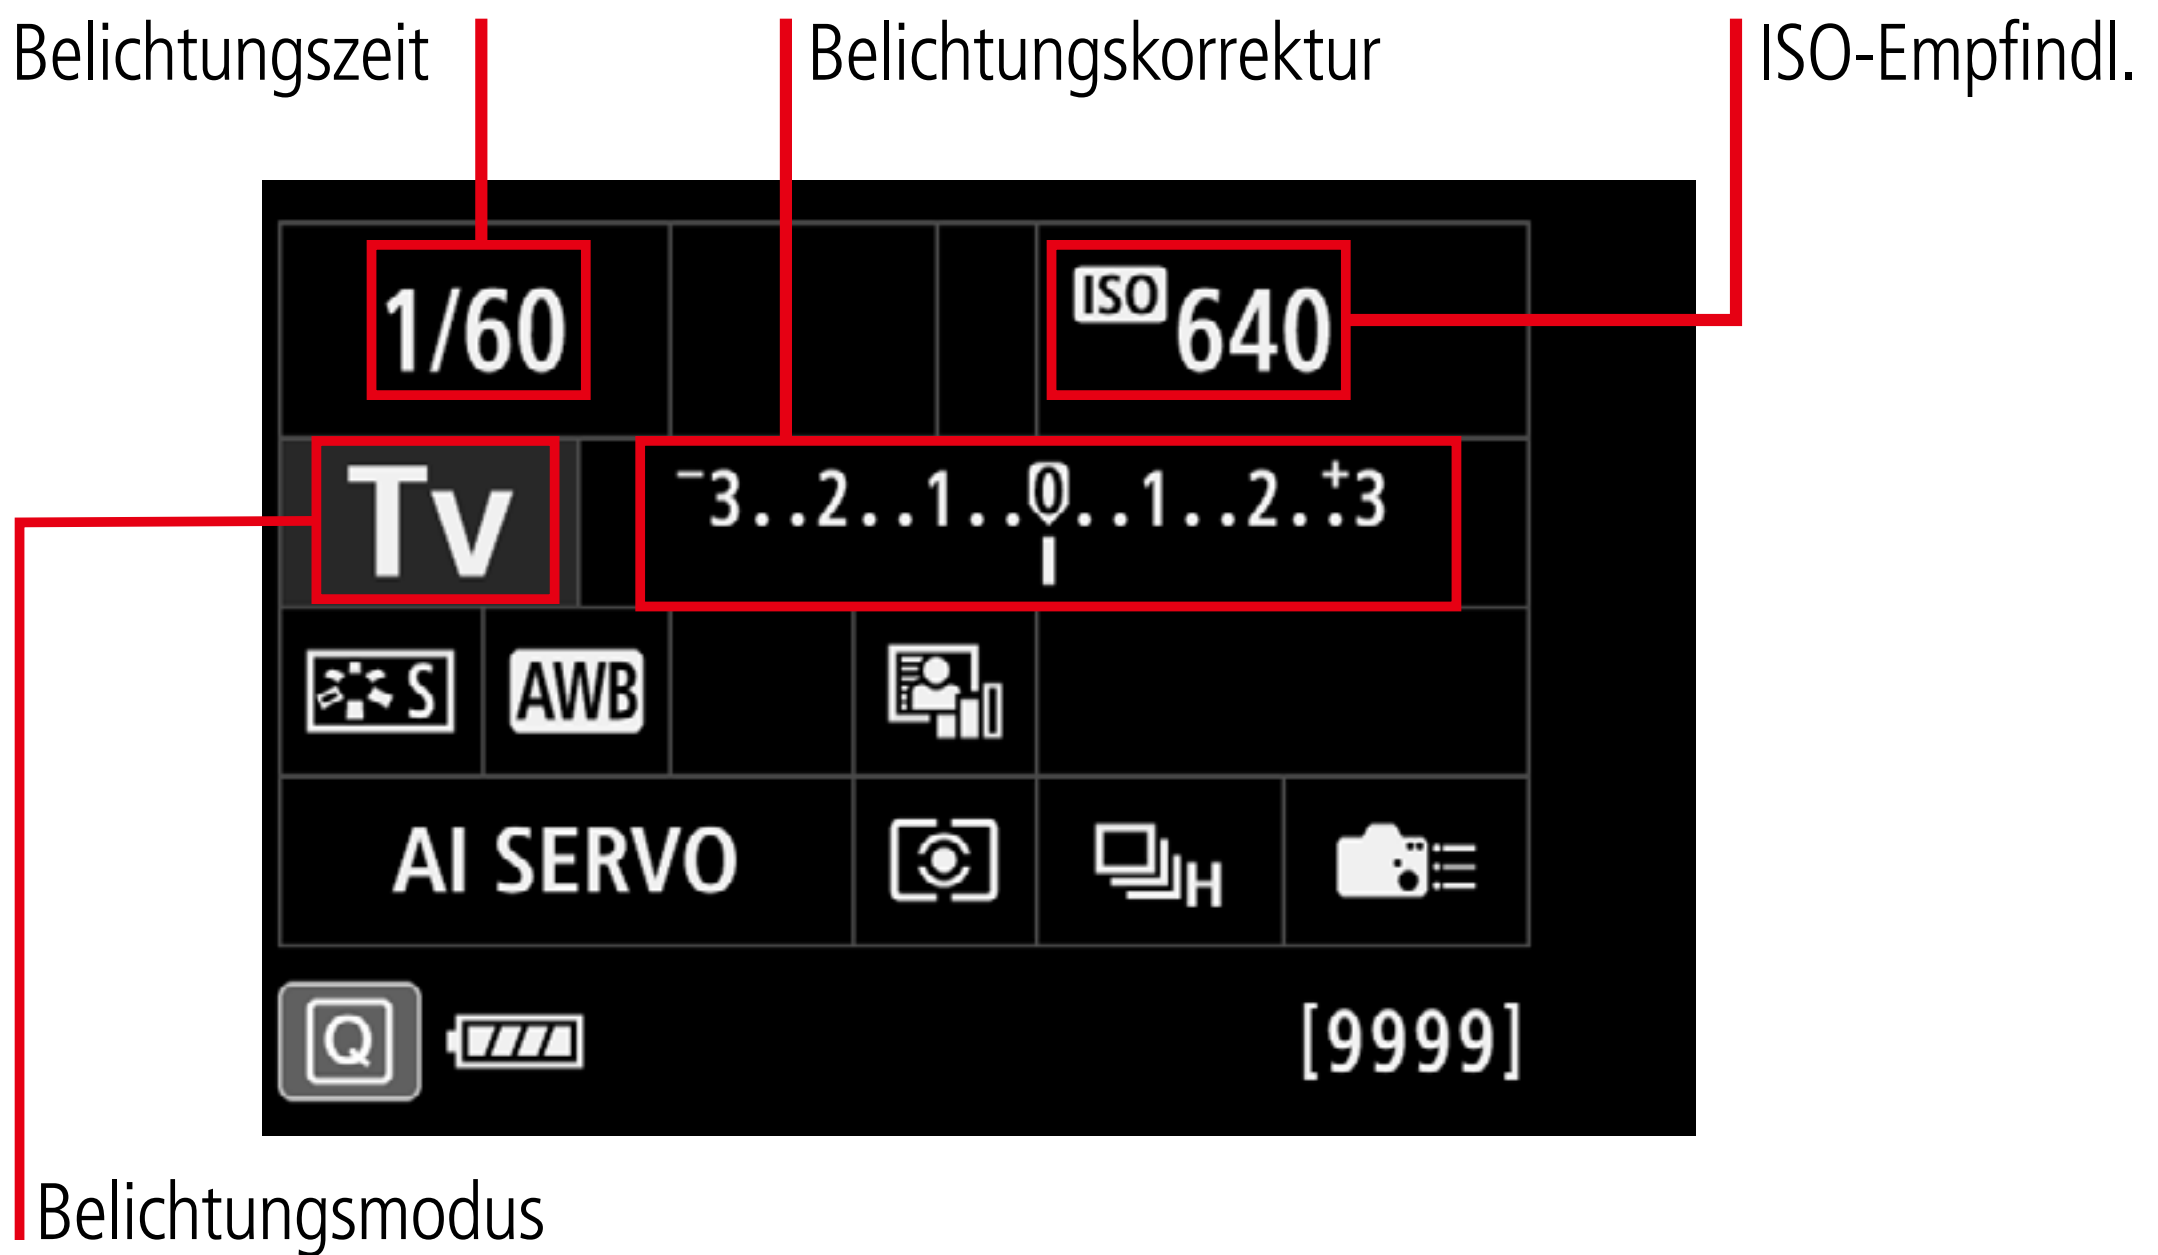 Belichtungszeit
Belichtungskorrektur
ISO-Empfindl.
1/60
ISO 640
Tv
-3..2..1..0..1..2..+3
S
AWB
AI SERVO
H
Q
[9999]
Belichtungsmodus